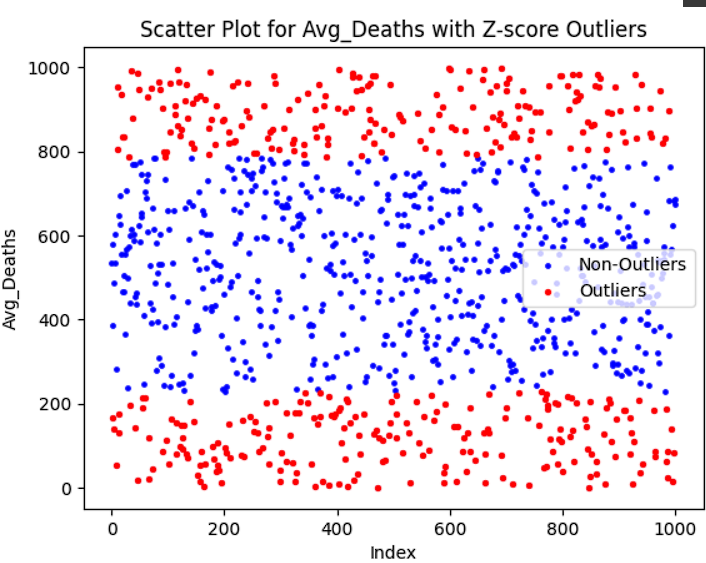 Scatter Plot for Avg_Deaths with Z-score Outliers
1000
800
600
400
200
0
Avg_Deaths
Non-Outliers
Outliers
0 200 400 600 800 1000
Index